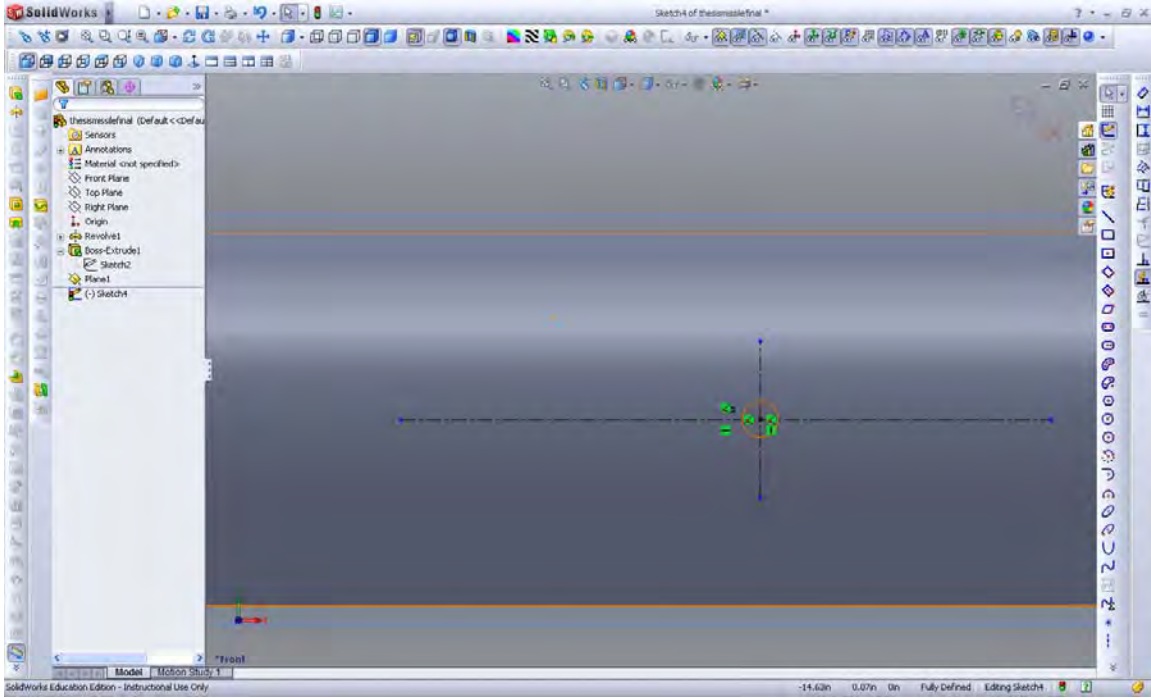 SolidWorks
Sketch4 of thesismisslefinal *
thesismisslefinal (Default<<Defau
Sensors
Annotations
Material <not specified>
Front Plane
Top Plane
Right Plane
Origin
Revolve1
Boss-Extrude1
Sketch2
Plane1
(-) Sketch4
*Front
Model
Motion Study 1
SolidWorks Education Edition - Instructional Use Only
-14.63in
0.07in
0in
Fully Defined
Editing Sketch4